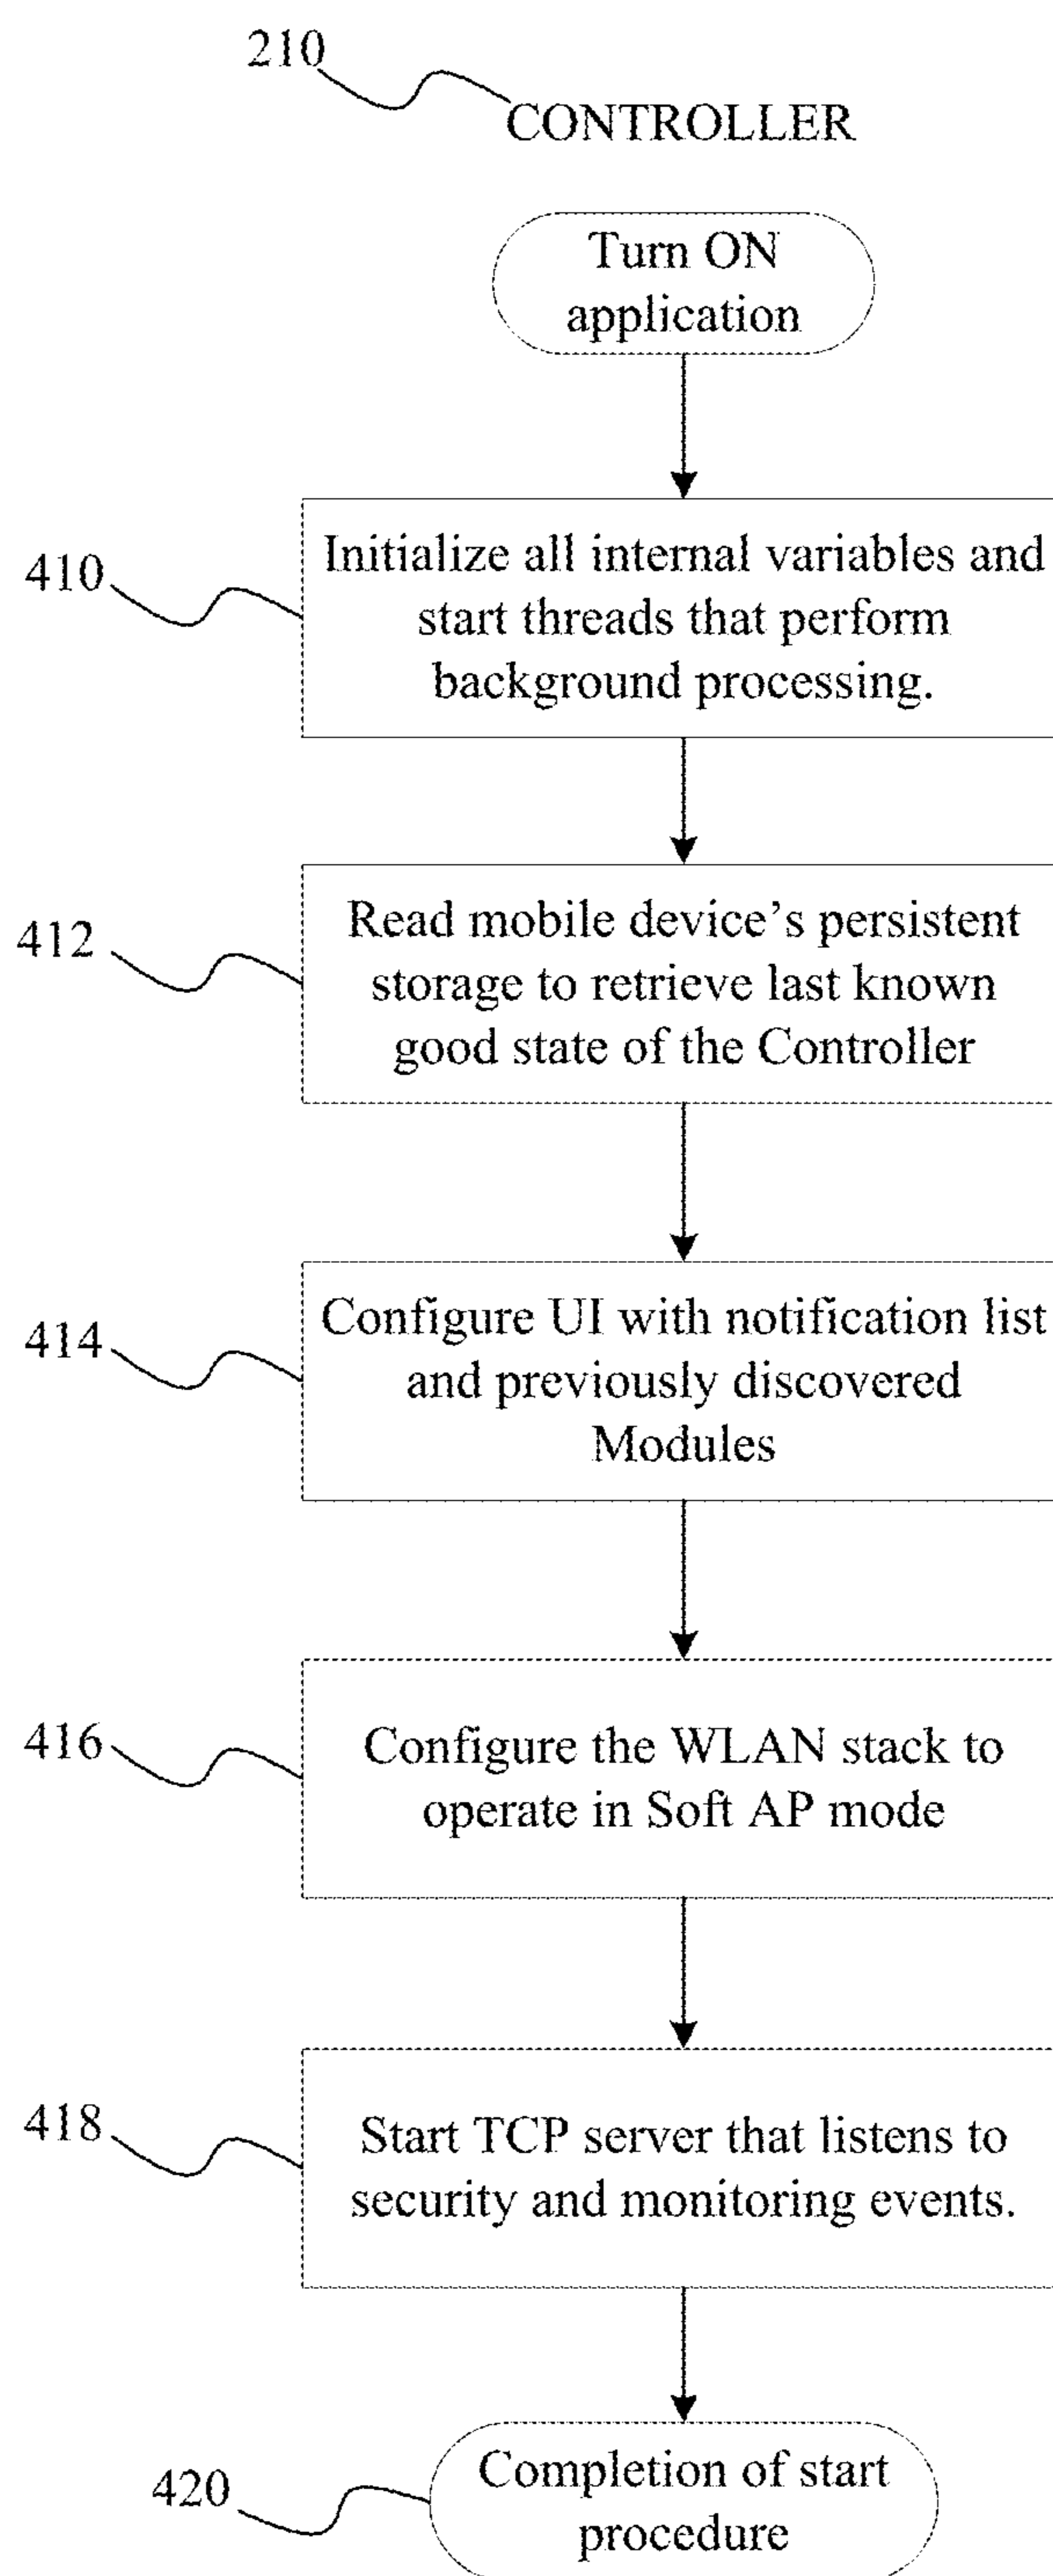 210
CONTROLLER
Turn ON
application
410
Initialize all internal variables and
start threads that perform
background processing.
412
Read mobile device’s persistent
storage to retrieve last known
good state of the Controller
414
Configure UI with notification list
and previously discovered
Modules
416
Configure the WLAN stack to
operate in Soft AP mode
418
Start TCP server that listens to
security and monitoring events.
420
Completion of start
procedure